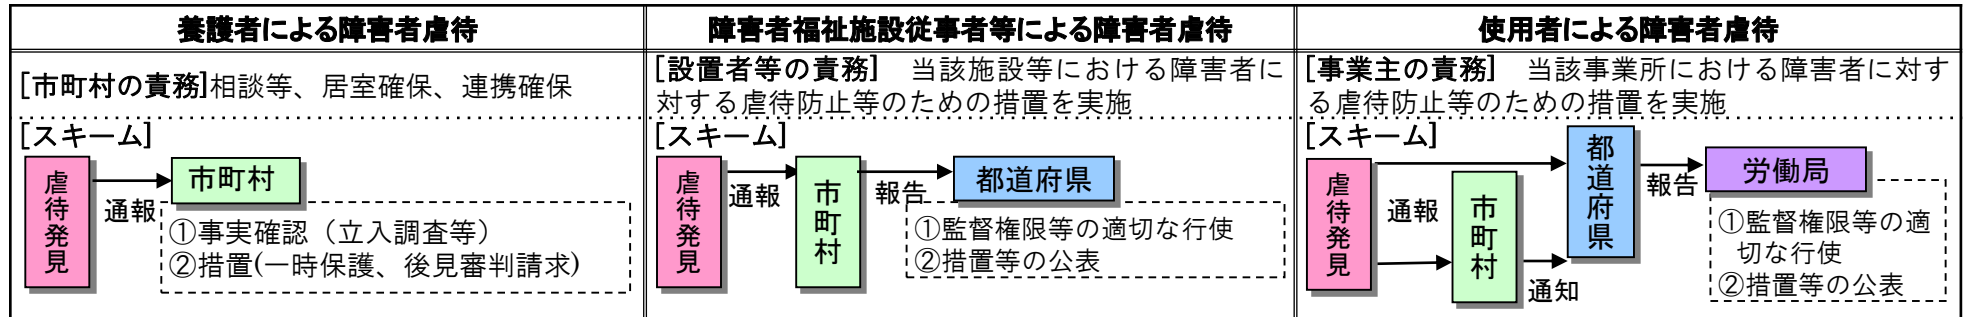 養護者による障害者虐待
[市町村の責務]相談等、居室確保、連携確保
[スキーム]
虐待発見
通報
市町村
①事実確認（立入調査等）
②措置(一時保護、後見審判請求)
障害者福祉施設従事者等による障害者虐待
[設置者等の責務]　当該施設等における障害者に
対する虐待防止等のための措置を実施
[スキーム]
虐待発見
通報
市町村
報告
都道府県
①監督権限等の適切な行使
②措置等の公表
使用者による障害者虐待
[事業主の責務]　当該事業所における障害者に対す
る虐待防止等のための措置を実施
[スキーム]
虐待発見
通報
市町村
通知
都道府県
報告
労働局
①監督権限等の適
切な行使
②措置等の公表